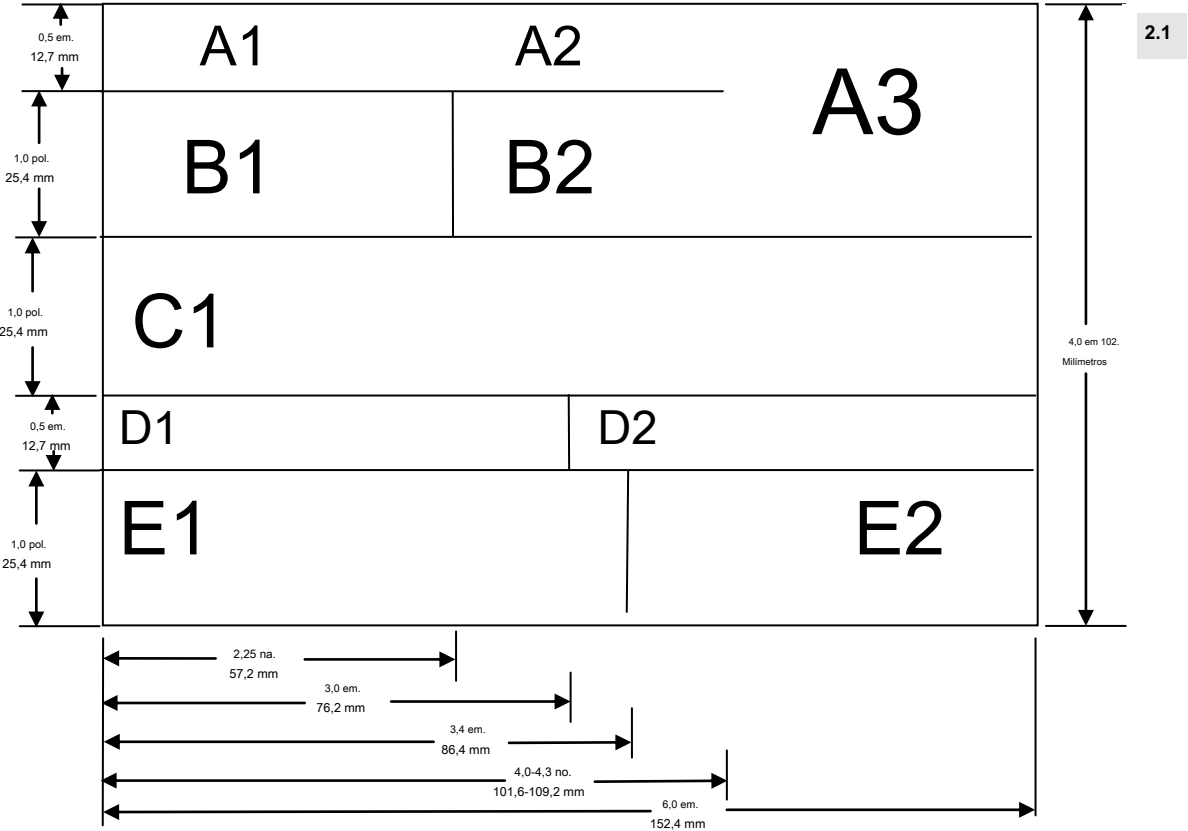 2.1
0,5 em.
12,7 mm
A1
A2
A3
1,0 pol.
25,4 mm
B1
B2
1,0 pol.
25,4 mm
C1
4,0 em 102.
Milímetros
0,5 em.
12,7 mm
D1
D2
1,0 pol.
25,4 mm
E1
E2
2,25 na.
57,2 mm
3,0 em.
76,2 mm
3,4 em.
86,4 mm
4,0-4,3 no.
101,6-109,2 mm
6,0 em.
152,4 mm